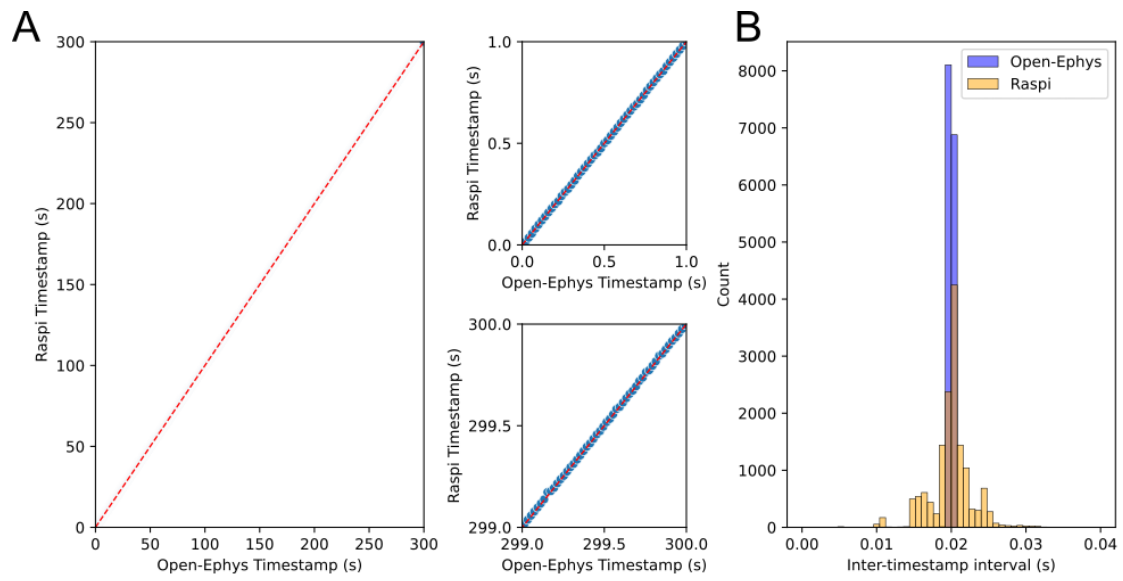 A
Raspi Timestamp (s)
300
250
200
150
100
50
0
0 50 100 150 200 250 300
Open-Ephys Timestamp (s)
Raspi Timestamp (s)
1.0
0.5
0.0
0.0 0.5 1.0
Open-Ephys Timestamp (s)
Raspi Timestamp (s)
300.0
299.5
299.0
299.0 299.5 300.0
Open-Ephys Timestamp (s)
B
Open-Ephys
Raspi
Count
8000
7000
6000
5000
4000
3000
2000
1000
0
0.00 0.01 0.02 0.03 0.04
Inter-timestamp interval (s)